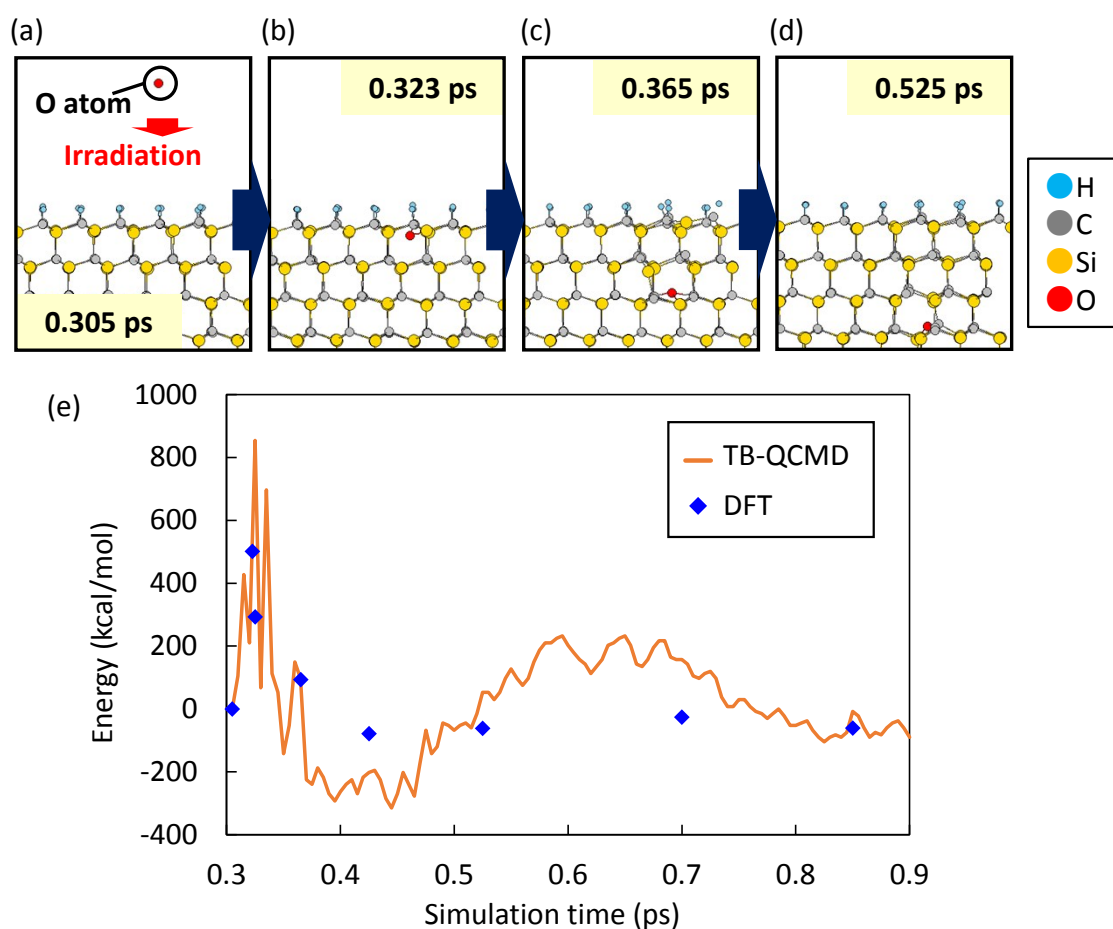 (a)
(b)
(c)
(d)
O atom
Irradiation
0.305 ps
0.323 ps
0.365 ps
0.525 ps
H
C
Si
O
(e)
1000
800
600
400
200
0
-200
-400
Energy (kcal/mol)
TB-QCMD
DFT
0.3 0.4 0.5 0.6 0.7 0.8 0.9
Simulation time (ps)